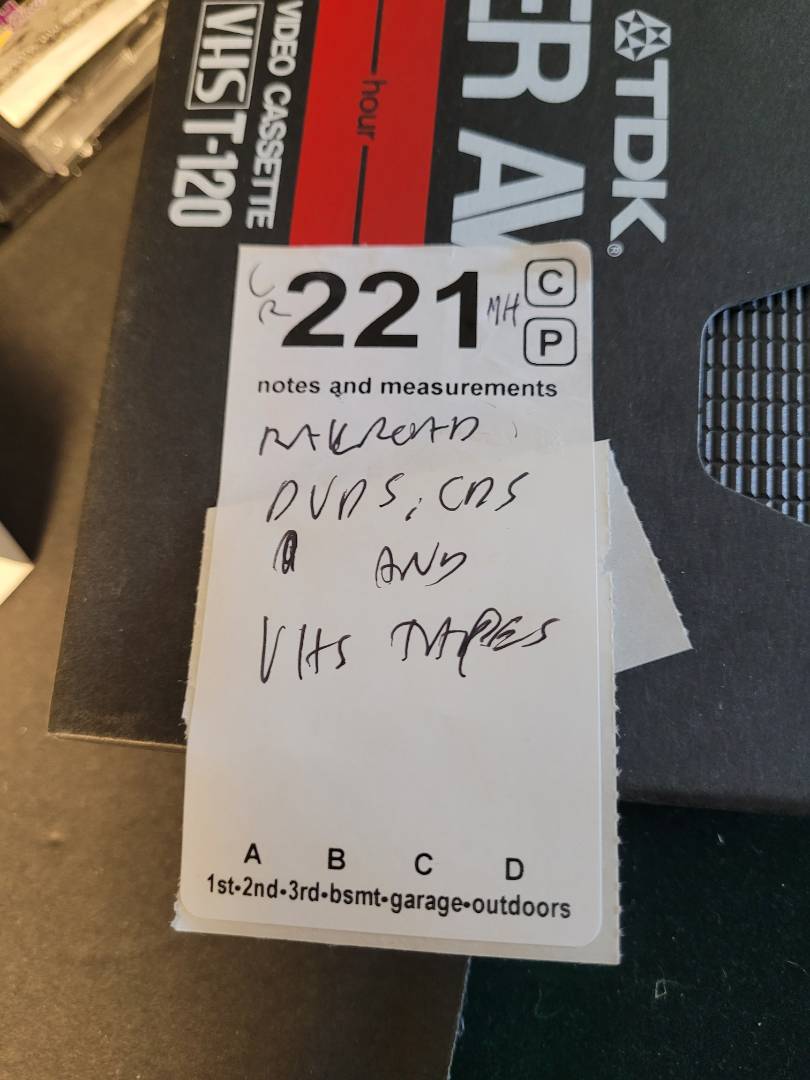 TDK®
ER AV
hour
VIDEO CASSETTE
VHS T-120
221 MH C
P
notes and measurements
RAILROAD
DVDS, CDS
AND
VHS TAPES
A B C D
1st•2nd•3rd•bsmt•garage•outdoors